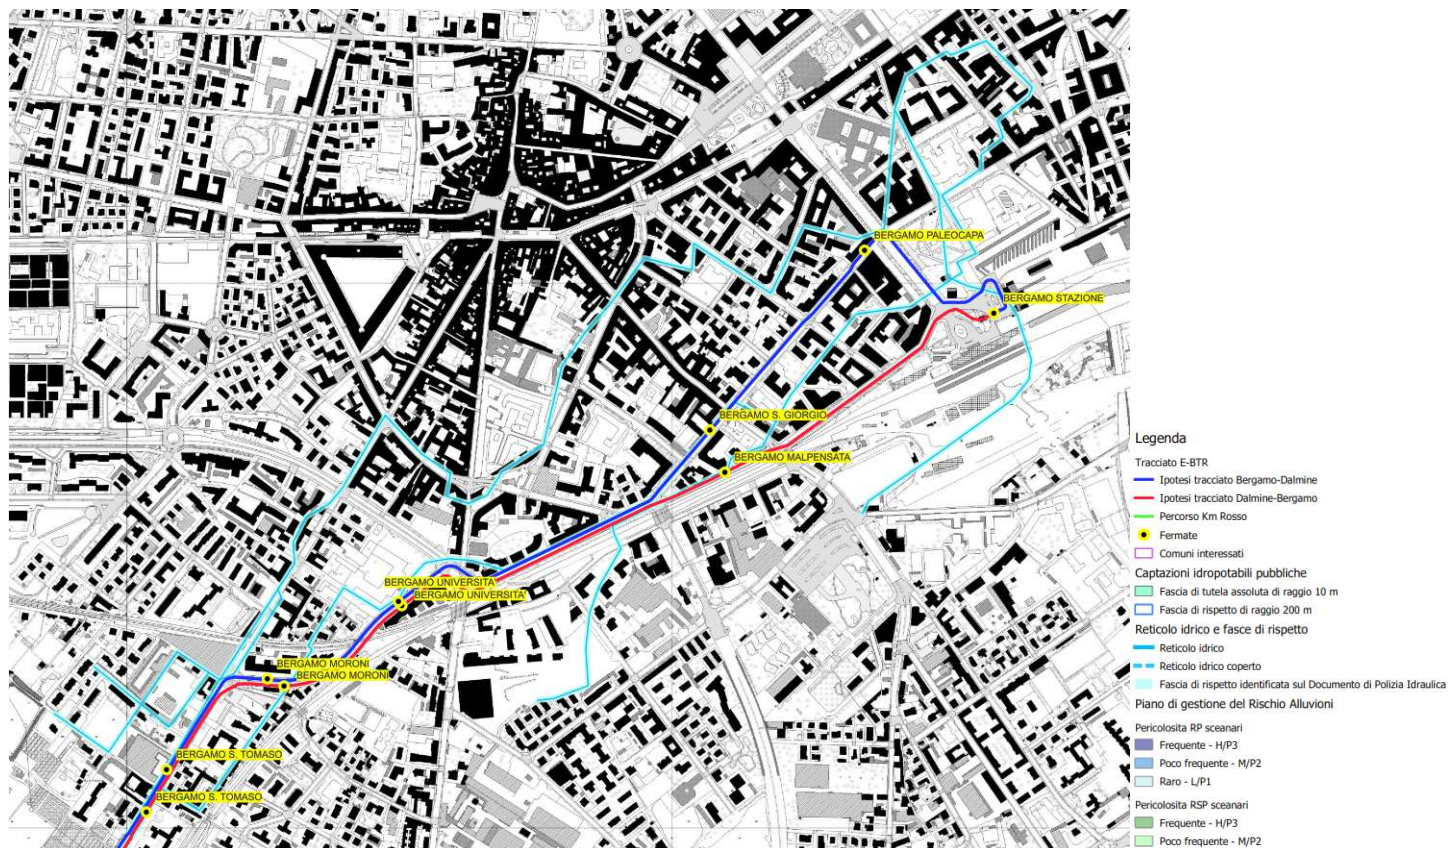 BERGAMO PALEOCAPA
BERGAMO STAZIONE
BERGAMO S. GIORGIO
BERGAMO MALPENSATA
BERGAMO UNIVERSITA'
BERGAMO UNIVERSITA'
BERGAMO MORONI
BERGAMO MORONI
BERGAMO S. TOMASO
BERGAMO S. TOMASO
Legenda
Tracciato E-BTR
Ipotesi tracciato Bergamo-Dalmine
Ipotesi tracciato Dalmine-Bergamo
Percorso Km Rosso
Fermate
Comuni interessati
Captazioni idropotabili pubbliche
Fascia di tutela assoluta di raggio 10 m
Fascia di rispetto di raggio 200 m
Reticolo idrico e fasce di rispetto
Reticolo idrico
Reticolo idrico coperto
Fascia di rispetto identificata sul Documento di Polizia Idraulica
Piano di gestione del Rischio Alluvioni
Pericolosita RP sceanari
Frequente - H/P3
Poco frequente - M/P2
Raro - L/P1
Pericolosita RSP sceanari
Frequente - H/P3
Poco frequente - M/P2